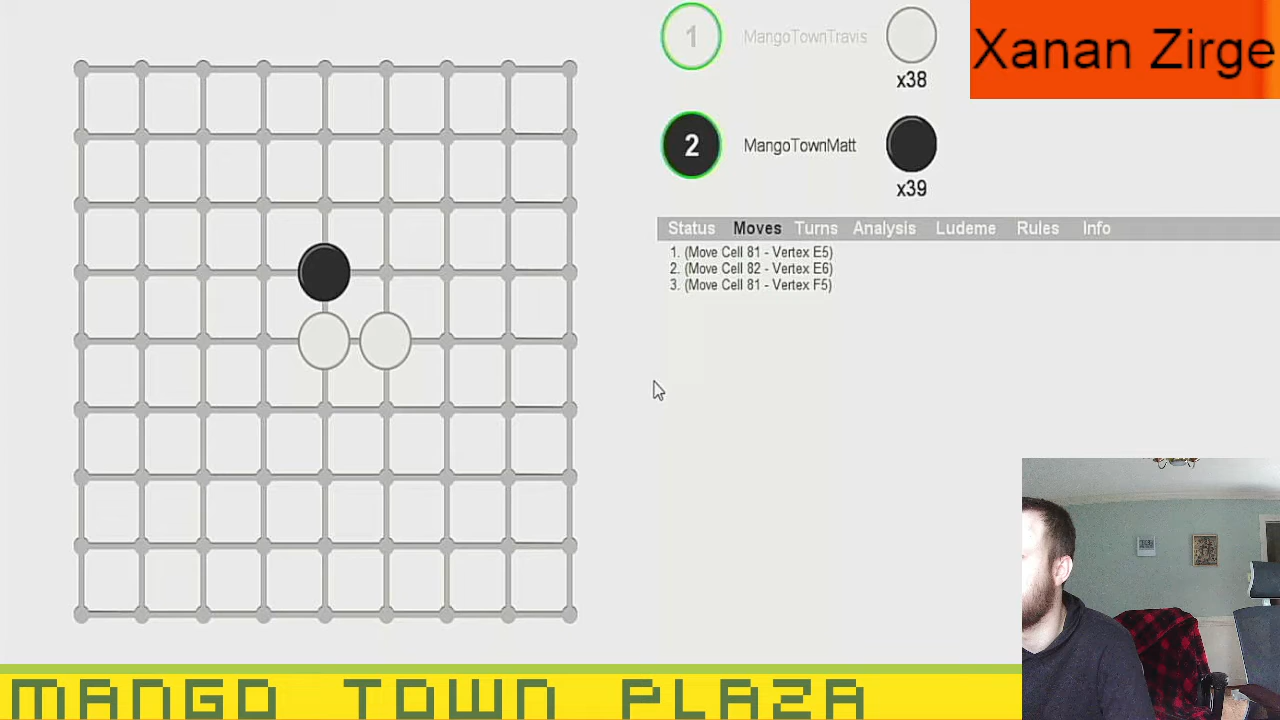 1 MangoTownTravis
x38
Xanan Zirge
2 MangoTownMatt
x39
Status Moves Turns Analysis Ludeme Rules Info
1. (Move Cell 81 - Vertex E5)
2. (Move Cell 82 - Vertex E6)
3. (Move Cell 81 - Vertex F5)
MANGO TOWN PLAZA